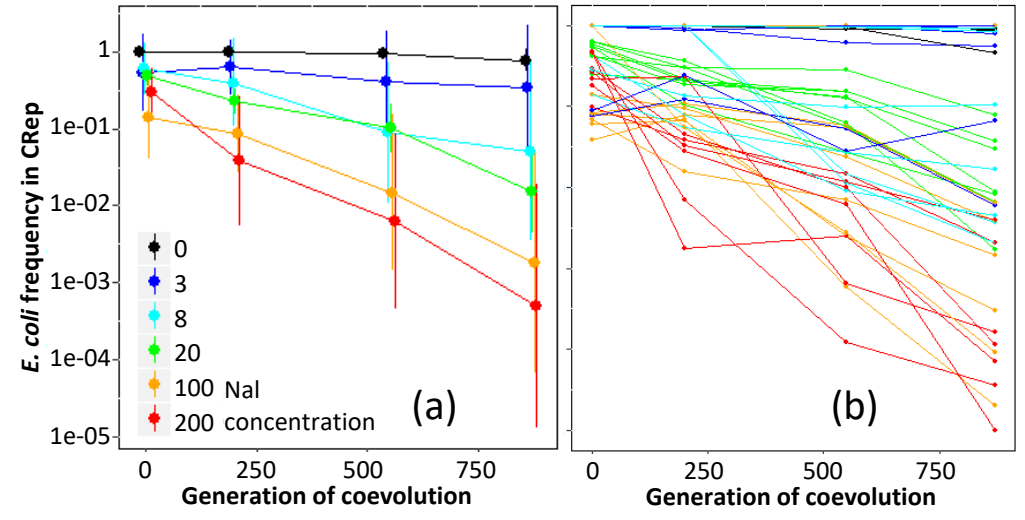 1
1e-01
1e-02
1e-03
1e-04
1e-05
E. coli frequency in CRep
0
3
8
20
100 Nal
200 concentration
(a)
0 250 500 750
Generation of coevolution
(b)
0 250 500 750
Generation of coevolution